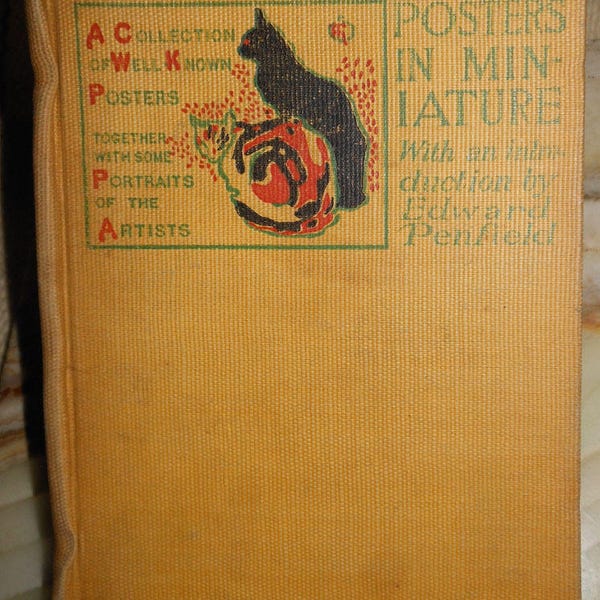 A COLLECTION
OF WELL KNOWN
POSTERS
TOGETHER
WITH SOME
PORTRAITS
OF THE
ARTISTS
POSTERS
IN MIN-
IATURE
With an intro-
duction by
Edward
Penfield